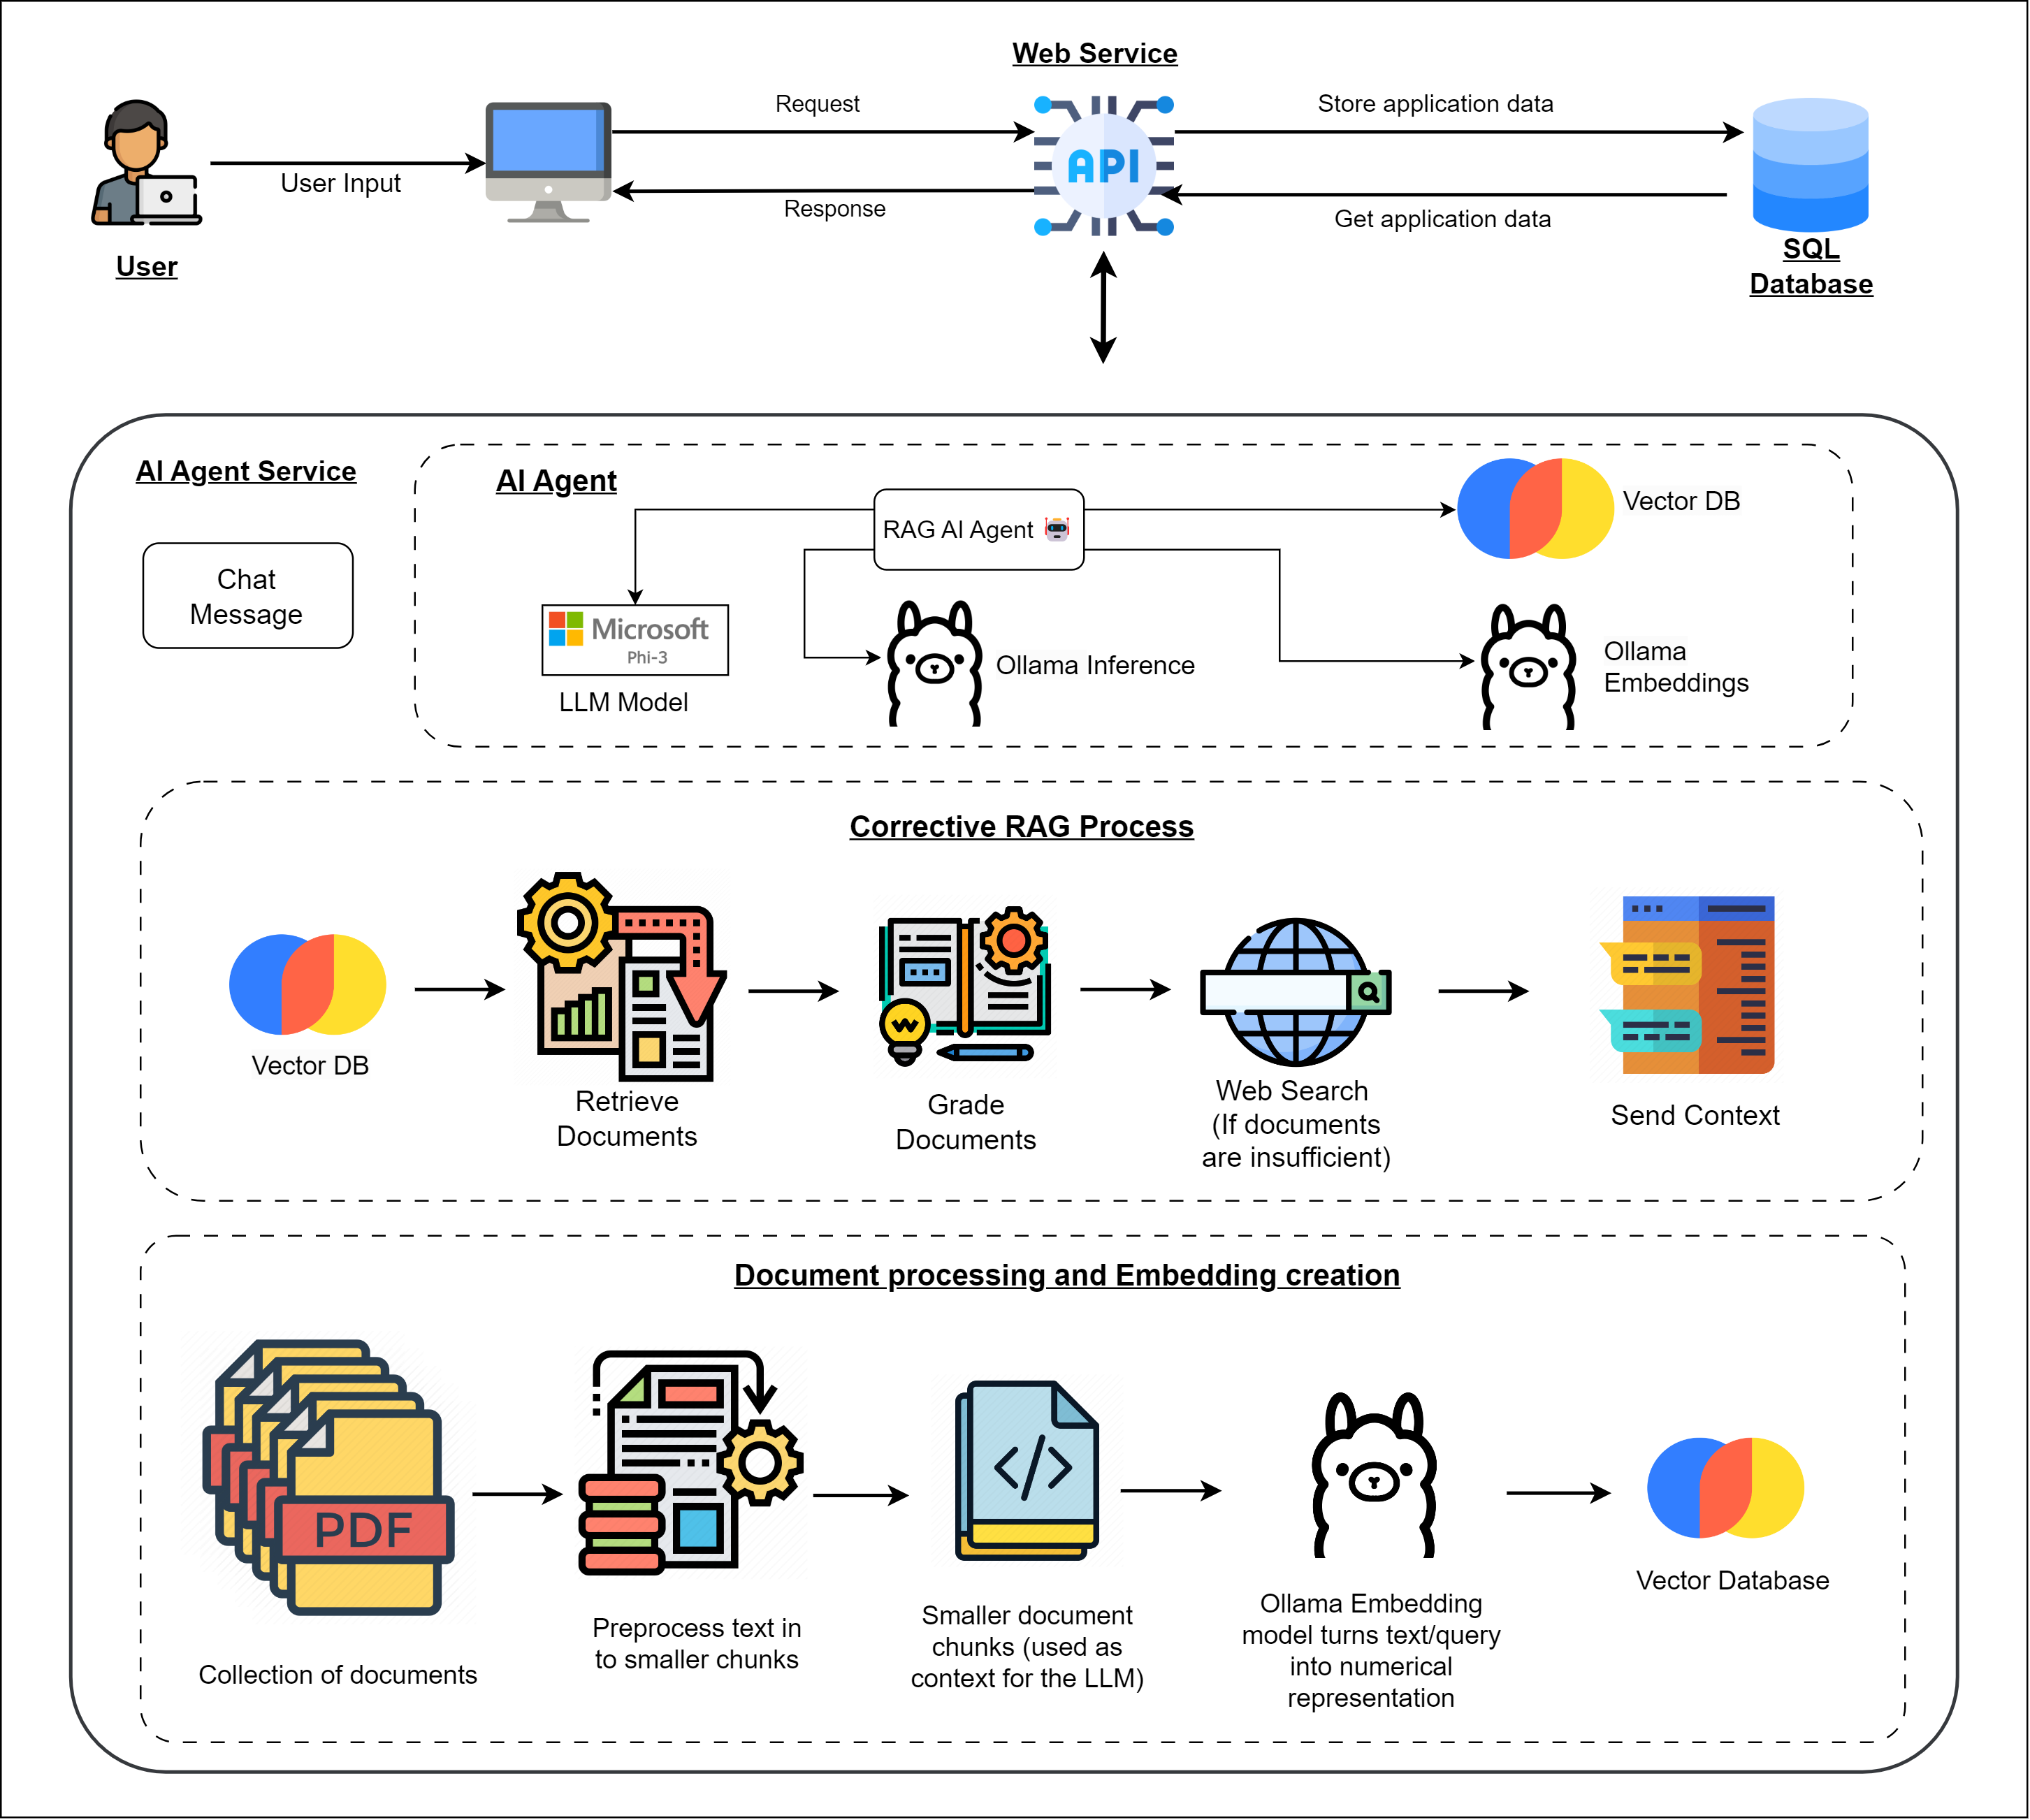 Web Service
Request
Store application data
API
User Input
Response
Get application data
User
SQL
Database
AI Agent Service
AI Agent
Vector DB
RAG AI Agent
Chat
Message
Microsoft
Phi-3
LLM Model
Ollama Inference
Ollama
Embeddings
Corrective RAG Process
Vector DB
Retrieve
Documents
Grade
Documents
Web Search
(If documents
are insufficient)
Send Context
Document processing and Embedding creation
PDF
Collection of documents
Preprocess text in
to smaller chunks
Smaller document
chunks (used as
context for the LLM)
Ollama Embedding
model turns text/query
into numerical
representation
Vector Database